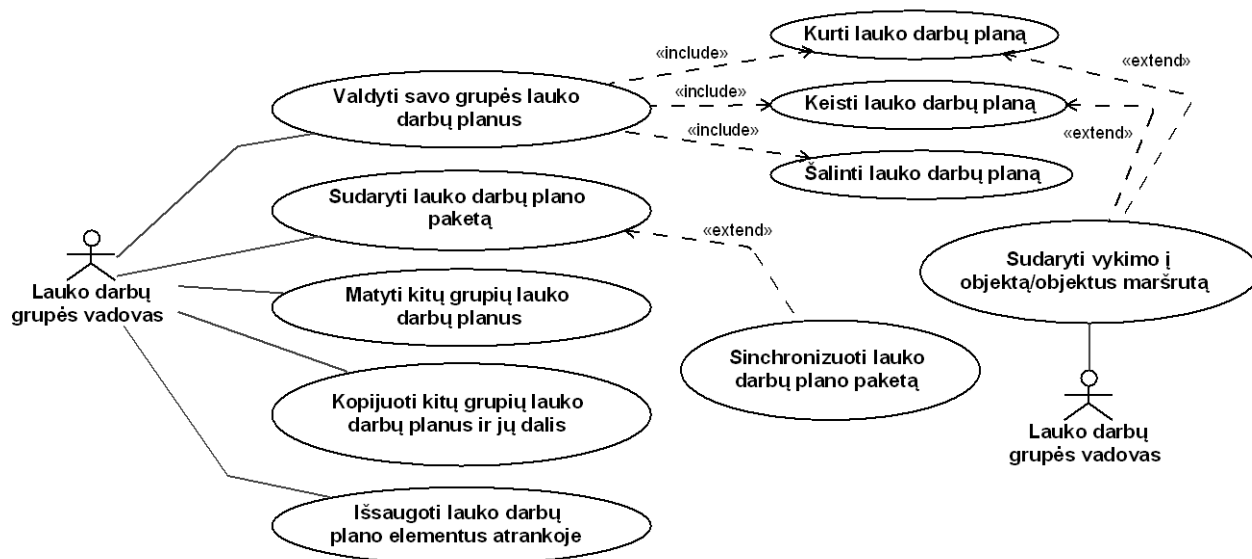 Kurti lauko darbų planą
«include»
«extend»
Valdyti savo grupės lauko
darbų planus
«include»
Keisti lauko darbų planą
«include»
«extend»
Šalinti lauko darbų planą
Sudaryti lauko darbų plano
paketą
«extend»
Sudaryti vykimo į
objektą/objektus maršrutą
Lauko darbų
grupės vadovas
Matyti kitų grupių lauko
darbų planus
Sinchronizuoti lauko
darbų plano paketą
Kopijuoti kitų grupių lauko
darbų planus ir jų dalis
Lauko darbų
grupės vadovas
Išsaugoti lauko darbų
plano elementus atrankoje